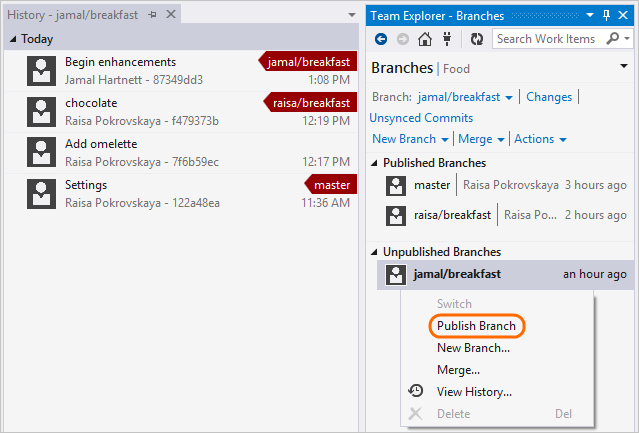 History - jamal/breakfast
Today
Begin enhancements jamal/breakfast
Jamal Hartnett - 87349dd3 1:08 PM
chocolate raisa/breakfast
Raisa Pokrovskaya - f479373b 12:19 PM
Add omelette
Raisa Pokrovskaya - 7f6b59ec 12:17 PM
Settings master
Raisa Pokrovskaya - 122a48ea 11:36 AM
Team Explorer - Branches
Search Work Items
Branches | Food
Branch: jamal/breakfast | Changes |
Unsynced Commits
New Branch | Merge | Actions
Published Branches
master | Raisa Pokrovskaya 3 hours ago
raisa/breakfast | Raisa Po... 2 hours ago
Unpublished Branches
jamal/breakfast an hour ago
Switch
Publish Branch
New Branch...
Merge...
View History...
Delete Del